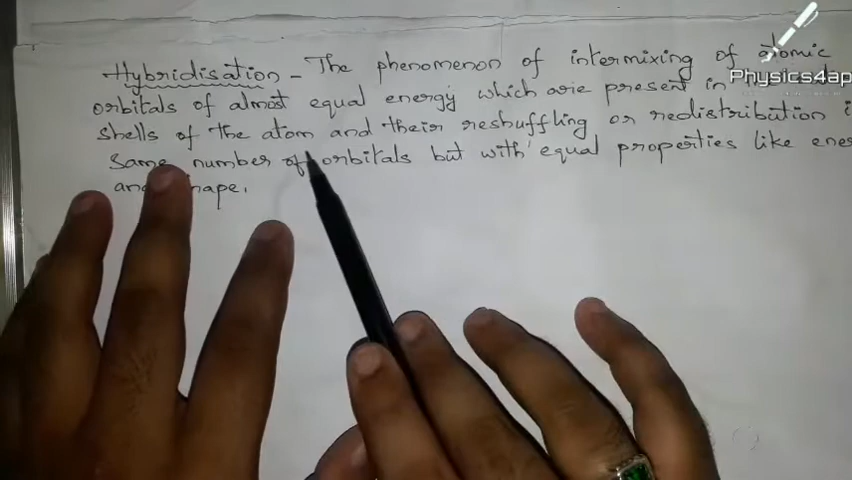 Hybridisation - The phenomenon of intermixing of atomic
Physics4ap
orbitals of almost equal energy which are present in
shells of the atom and their reshuffling or redistribution
same number of orbitals but with equal properties like
and